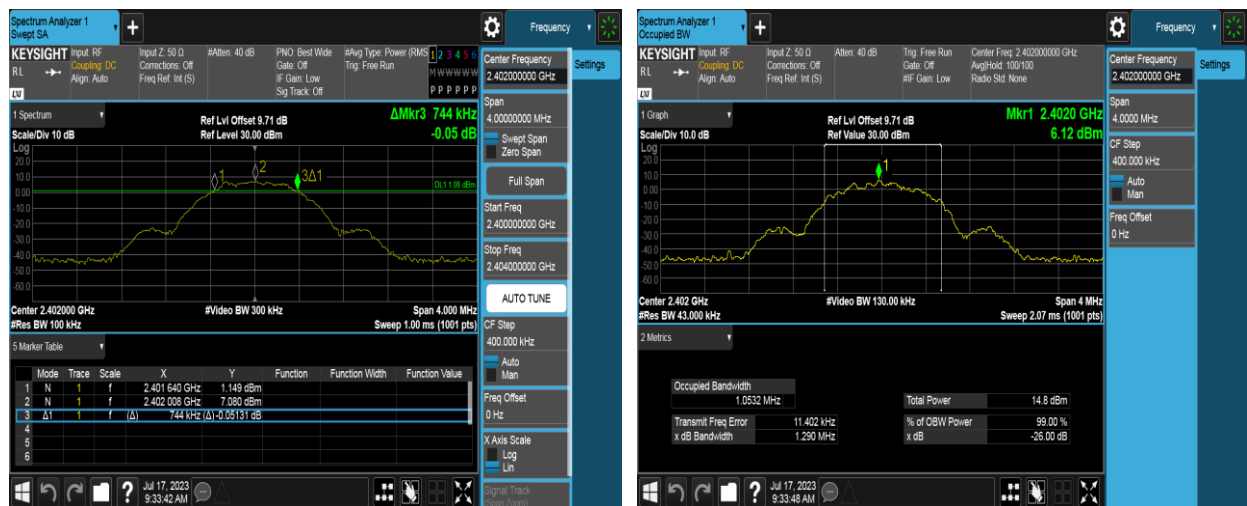 Spectrum Analyzer 1
Swept SA
Frequency
KEYSIGHT
RL
LXI
Input: RF
Coupling: DC
Align: Auto
Input Z: 50 Ω
Corrections: Off
Freq Ref: Int (S)
#Atten: 40 dB
PNO: Best Wide
Gate: Off
IF Gain: Low
Sig Track: Off
#Avg Type: Power (RMS
Trig: Free Run
1 2 3 4 5 6
M W W W W W
P P P P P P
1 Spectrum
Scale/Div 10 dB
Ref Lvl Offset 9.71 dB
Ref Level 30.00 dBm
ΔMkr3 744 kHz
-0.05 dB
Log
20.0
10.0
0.00
-10.0
-20.0
-30.0
-40.0
-50.0
-60.0
1
2
3Δ1
DL1 1.08 dBm
Center 2.402000 GHz
#Res BW 100 kHz
#Video BW 300 kHz
Span 4.000 MHz
Sweep 1.00 ms (1001 pts)
5 Marker Table
Mode Trace Scale X Y Function Function Width Function Value
1 N 1 f 2.401 640 GHz 1.149 dBm
2 N 1 f 2.402 008 GHz 7.080 dBm
3 Δ1 1 f (Δ) 744 kHz (Δ) -0.05131 dB
4
5
6
Jul 17, 2023
9:33:42 AM
Center Frequency
2.402000000 GHz
Settings
Span
4.00000000 MHz
Swept Span
Zero Span
Full Span
Start Freq
2.400000000 GHz
Stop Freq
2.404000000 GHz
AUTO TUNE
CF Step
400.000 kHz
Auto
Man
Freq Offset
0 Hz
X Axis Scale
Log
Lin
Signal Track
(Span Zoom)
Spectrum Analyzer 1
Occupied BW
Frequency
KEYSIGHT
RL
LXI
Input: RF
Coupling: DC
Align: Auto
Input Z: 50 Ω
Corrections: Off
Freq Ref: Int (S)
Atten: 40 dB
Trig: Free Run
Gate: Off
#IF Gain: Low
Center Freq: 2.402000000 GHz
Avg|Hold: 100/100
Radio Std: None
1 Graph
Scale/Div 10.0 dB
Ref Lvl Offset 9.71 dB
Ref Value 30.00 dBm
Mkr1 2.4020 GHz
6.12 dBm
Log
20.0
10.0
0.00
-10.0
-20.0
-30.0
-40.0
-50.0
-60.0
1
Center 2.402 GHz
#Res BW 43.000 kHz
#Video BW 130.00 kHz
Span 4 MHz
Sweep 2.07 ms (1001 pts)
2 Metrics
Occupied Bandwidth
1.0532 MHz
Total Power 14.8 dBm
Transmit Freq Error 11.402 kHz
% of OBW Power 99.00 %
x dB Bandwidth 1.290 MHz
x dB -26.00 dB
Jul 17, 2023
9:33:48 AM
Center Frequency
2.402000000 GHz
Settings
Span
4.0000 MHz
CF Step
400.000 kHz
Auto
Man
Freq Offset
0 Hz